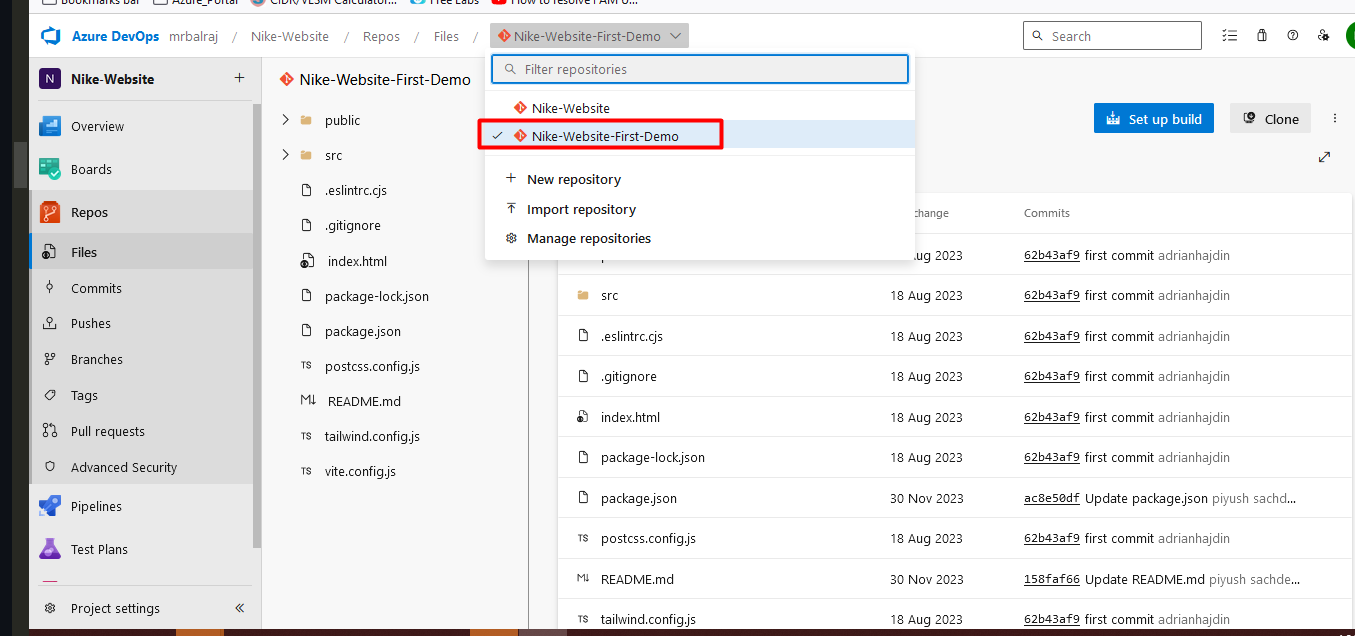 Bookmarks bar Azure_Portal CIDR/VLSM Calculator... Free Labs How to resolve PAM 0...
Azure DevOps mrbalraj / Nike-Website / Repos / Files / Nike-Website-First-Demo Search
N Nike-Website +
Overview
Boards
Repos
Files
Commits
Pushes
Branches
Tags
Pull requests
Advanced Security
Pipelines
Test Plans
Project settings
Nike-Website-First-Demo
public
src
.eslintrc.cjs
.gitignore
index.html
package-lock.json
package.json
TS postcss.config.js
M↓ README.md
TS tailwind.config.js
TS vite.config.js
Filter repositories
Nike-Website
Nike-Website-First-Demo
New repository
Import repository
Manage repositories
Set up build Clone
change Commits
ug 2023 62b43af9 first commit adrianhajdin
src 18 Aug 2023 62b43af9 first commit adrianhajdin
.eslintrc.cjs 18 Aug 2023 62b43af9 first commit adrianhajdin
.gitignore 18 Aug 2023 62b43af9 first commit adrianhajdin
index.html 18 Aug 2023 62b43af9 first commit adrianhajdin
package-lock.json 18 Aug 2023 62b43af9 first commit adrianhajdin
package.json 30 Nov 2023 ac8e50df Update package.json piyush sachd...
TS postcss.config.js 18 Aug 2023 62b43af9 first commit adrianhajdin
M↓ README.md 30 Nov 2023 158faf66 Update README.md piyush sachde...
TS tailwind.config.js 18 Aug 2023 62b43af9 first commit adrianhajdin